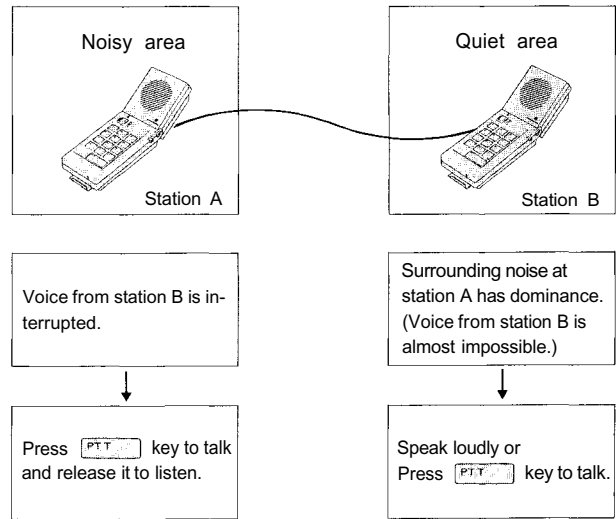 Noisy area
Station A
Quiet area
Station B
Voice from station B is in-
terrupted.
Surrounding noise at
station A has dominance.
(Voice from station B is
almost impossible.)
Press PTT key to talk
and release it to listen.
Speak loudly or
Press PTT key to talk.